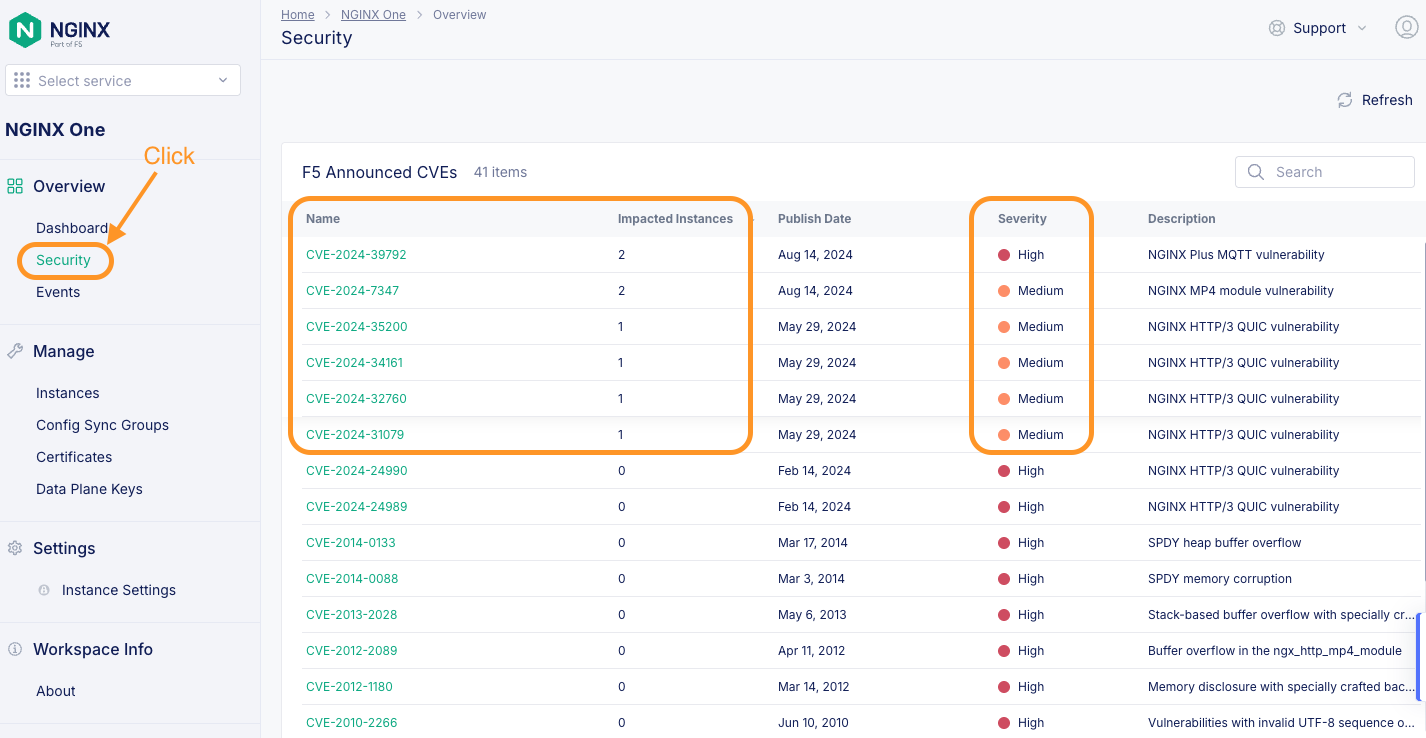 NGINX
Part of F5
Select service
NGINX One
Click
Overview
Dashboard
Security
Events
Manage
Instances
Config Sync Groups
Certificates
Data Plane Keys
Settings
Instance Settings
Workspace Info
About
Home > NGINX One > Overview
Security
Support
Refresh
F5 Announced CVEs 41 items
Search
Name Impacted Instances Publish Date Severity Description
CVE-2024-39792 2 Aug 14, 2024 High NGINX Plus MQTT vulnerability
CVE-2024-7347 2 Aug 14, 2024 Medium NGINX MP4 module vulnerability
CVE-2024-35200 1 May 29, 2024 Medium NGINX HTTP/3 QUIC vulnerability
CVE-2024-34161 1 May 29, 2024 Medium NGINX HTTP/3 QUIC vulnerability
CVE-2024-32760 1 May 29, 2024 Medium NGINX HTTP/3 QUIC vulnerability
CVE-2024-31079 1 May 29, 2024 Medium NGINX HTTP/3 QUIC vulnerability
CVE-2024-24990 0 Feb 14, 2024 High NGINX HTTP/3 QUIC vulnerability
CVE-2024-24989 0 Feb 14, 2024 High NGINX HTTP/3 QUIC vulnerability
CVE-2014-0133 0 Mar 17, 2014 High SPDY heap buffer overflow
CVE-2014-0088 0 Mar 3, 2014 High SPDY memory corruption
CVE-2013-2028 0 May 6, 2013 High Stack-based buffer overflow with specially cr...
CVE-2012-2089 0 Apr 11, 2012 High Buffer overflow in the ngx_http_mp4_module
CVE-2012-1180 0 Mar 14, 2012 High Memory disclosure with specially crafted bac...
CVE-2010-2266 0 Jun 10, 2010 High Vulnerabilities with invalid UTF-8 sequence o...